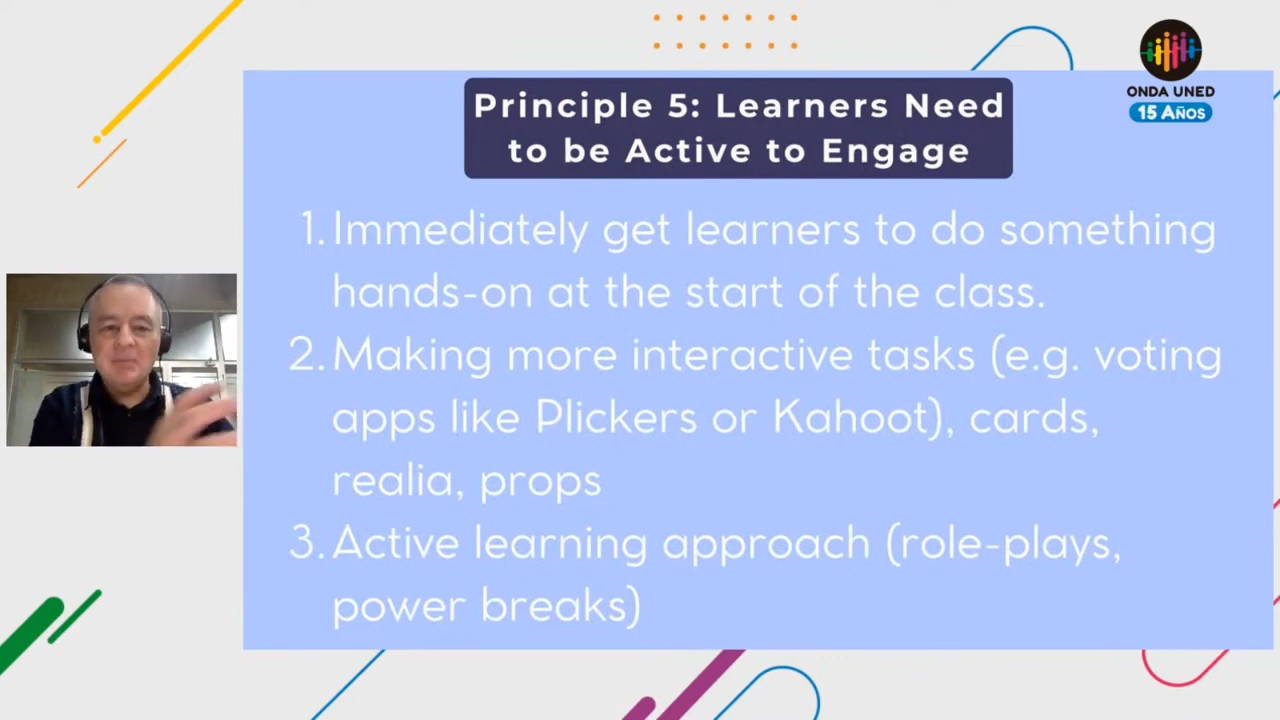 Principle 5: Learners Need
to be Active to Engage
ONDA UNED
15 AÑOS
1. Immediately get learners to do something
hands-on at the start of the class.
2. Making more interactive tasks (e.g. voting
apps like Plickers or Kahoot), cards,
realia, props
3. Active learning approach (role-plays,
power breaks)